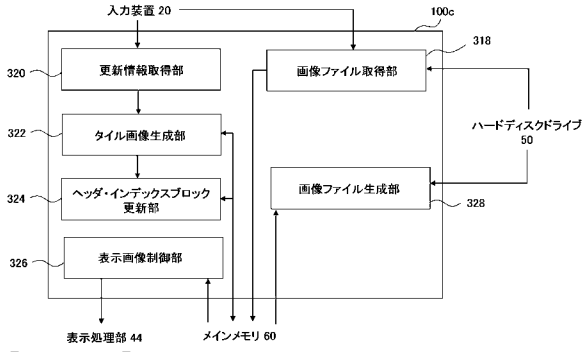 入力装置 20
100c
320
更新情報取得部
画像ファイル取得部
318
322
タイル画像生成部
ハードディスクドライブ
50
324
ヘッダ・インデックスブロック
更新部
画像ファイル生成部
328
326
表示画像制御部
表示処理部 44
メインメモリ 60